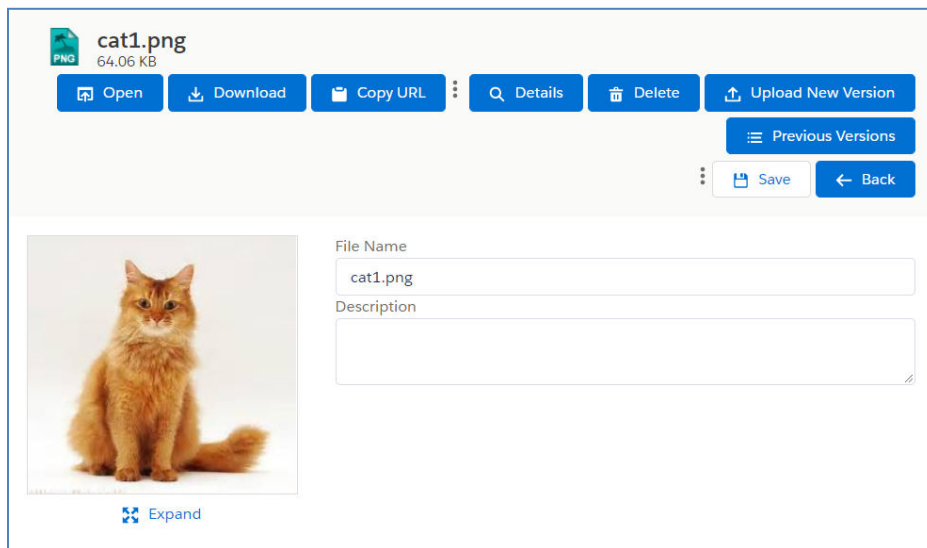 cat1.png
PNG
64.06 KB
Open Download Copy URL Details Delete Upload New Version
Previous Versions
Save Back
File Name
cat1.png
Description
Expand